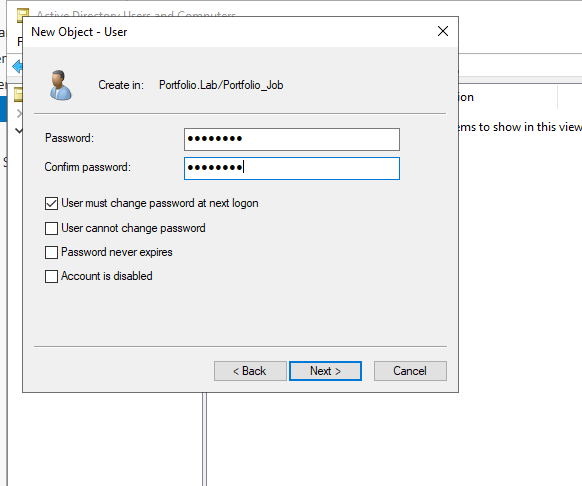 Active Directory Users and Computers
New Object - User
Create in: Portfolio.Lab/Portfolio_Job
Password:
●●●●●●●●
Confirm password:
●●●●●●●●
User must change password at next logon
User cannot change password
Password never expires
Account is disabled
< Back
Next >
Cancel
ion
ems to show in this view